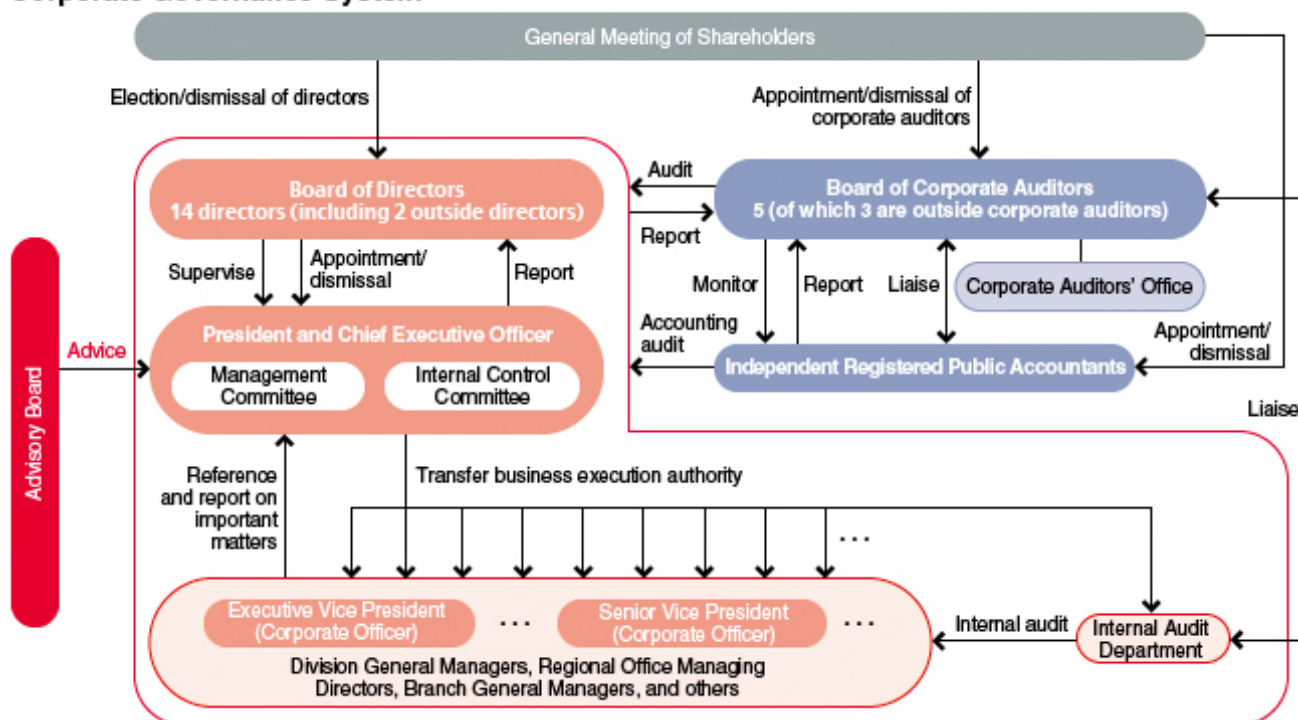 Corporate Governance System
General Meeting of Shareholders
Election/dismissal of directors
Appointment/dismissal of
corporate auditors
Board of Directors
14 directors (including 2 outside directors)
Audit
Report
Board of Corporate Auditors
5 (of which 3 are outside corporate auditors)
Supervise
Appointment/
dismissal
Report
Monitor
Report
Liaise
Corporate Auditors' Office
Advisory Board
Advice
President and Chief Executive Officer
Management
Committee
Internal Control
Committee
Accounting
audit
Independent Registered Public Accountants
Appointment/
dismissal
Liaise
Reference
and report on
important
matters
Transfer business execution authority
...
Executive Vice President
(Corporate Officer)
...
Senior Vice President
(Corporate Officer)
...
Division General Managers, Regional Office Managing
Directors, Branch General Managers, and others
Internal audit
Internal Audit
Department